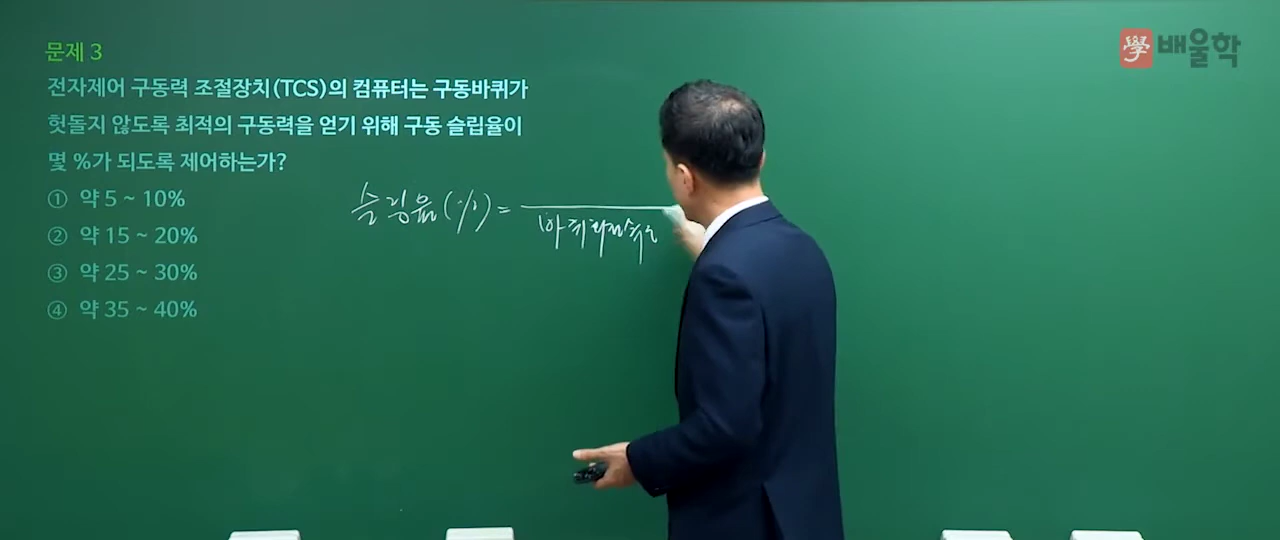 學 배울학
문제 3
전자제어 구동력 조절장치(TCS)의 컴퓨터는 구동바퀴가
헛돌지 않도록 최적의 구동력을 얻기 위해 구동 슬립율이
몇 %가 되도록 제어하는가?
① 약 5 ~ 10%
② 약 15 ~ 20%
③ 약 25 ~ 30%
④ 약 35 ~ 40%
슬립율(%) =
바퀴회전속도